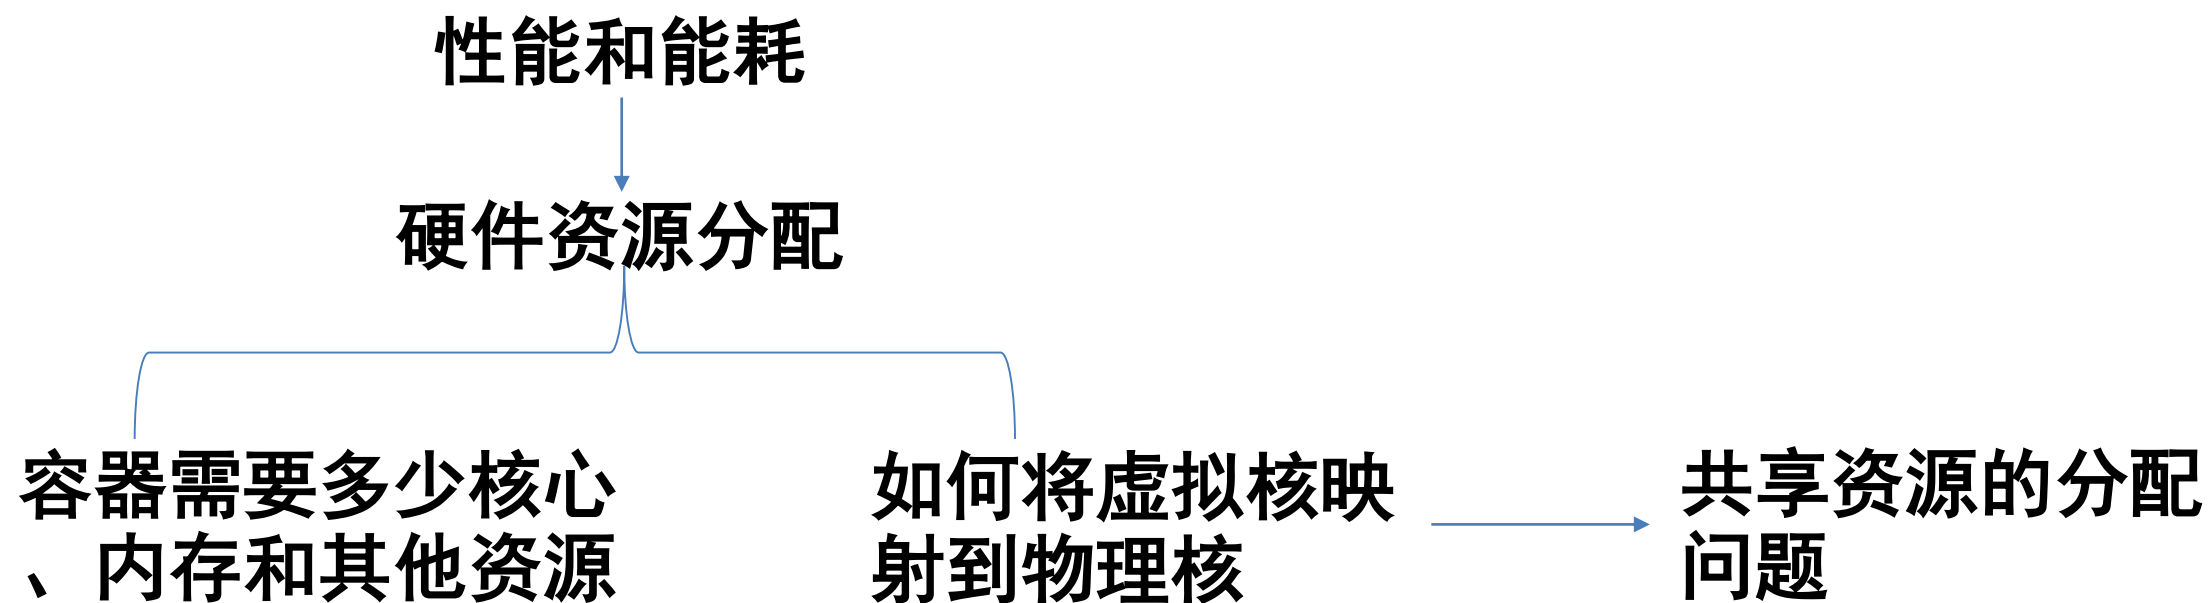 性能和能耗
硬件资源分配
容器需要多少核心
、内存和其他资源
如何将虚拟核映
射到物理核
共享资源的分配
问题